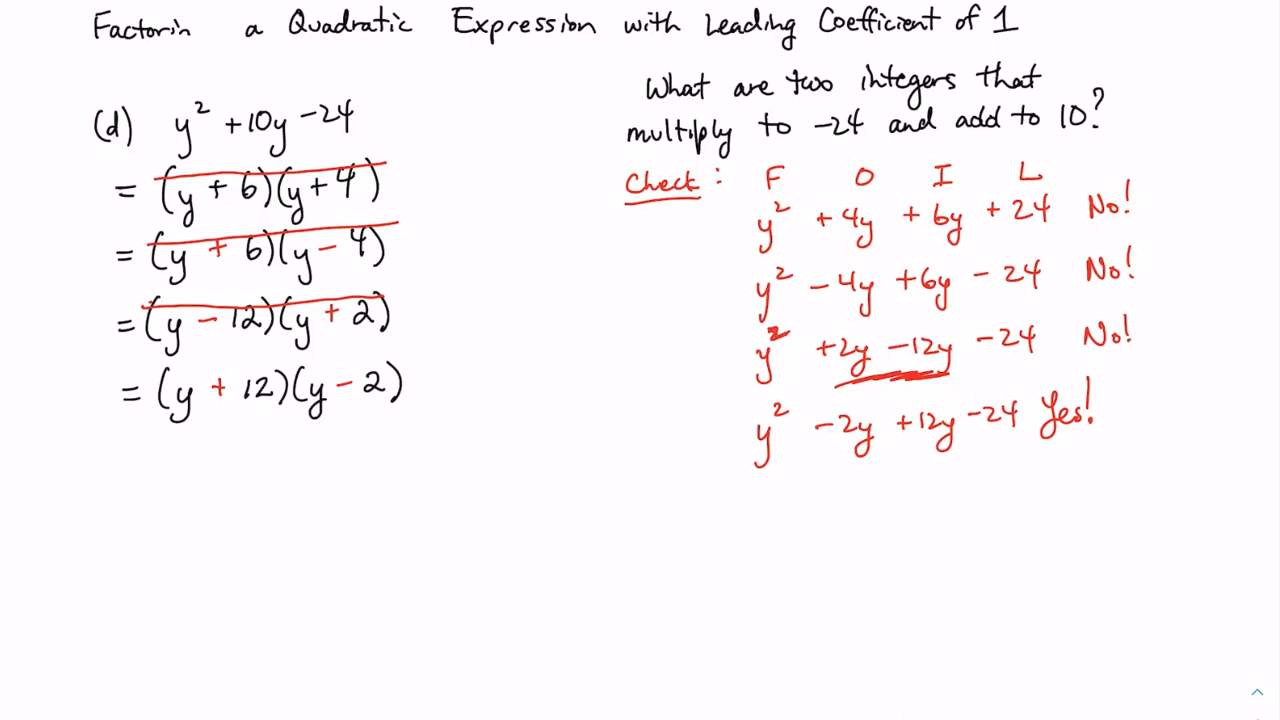 Factorin a Quadratic Expression with Leading Coefficient of 1
What are two integers that
multiply to -24 and add to 10?
(d) y² +10y -24
= (y + 6)(y + 4)
= (y + 6)(y - 4)
= (y - 12)(y + 2)
= (y + 12)(y - 2)
Check: F O I L
y² + 4y + 6y + 24 No!
y² - 4y + 6y - 24 No!
y² + 2y - 12y - 24 No!
y² - 2y + 12y - 24 Yes!